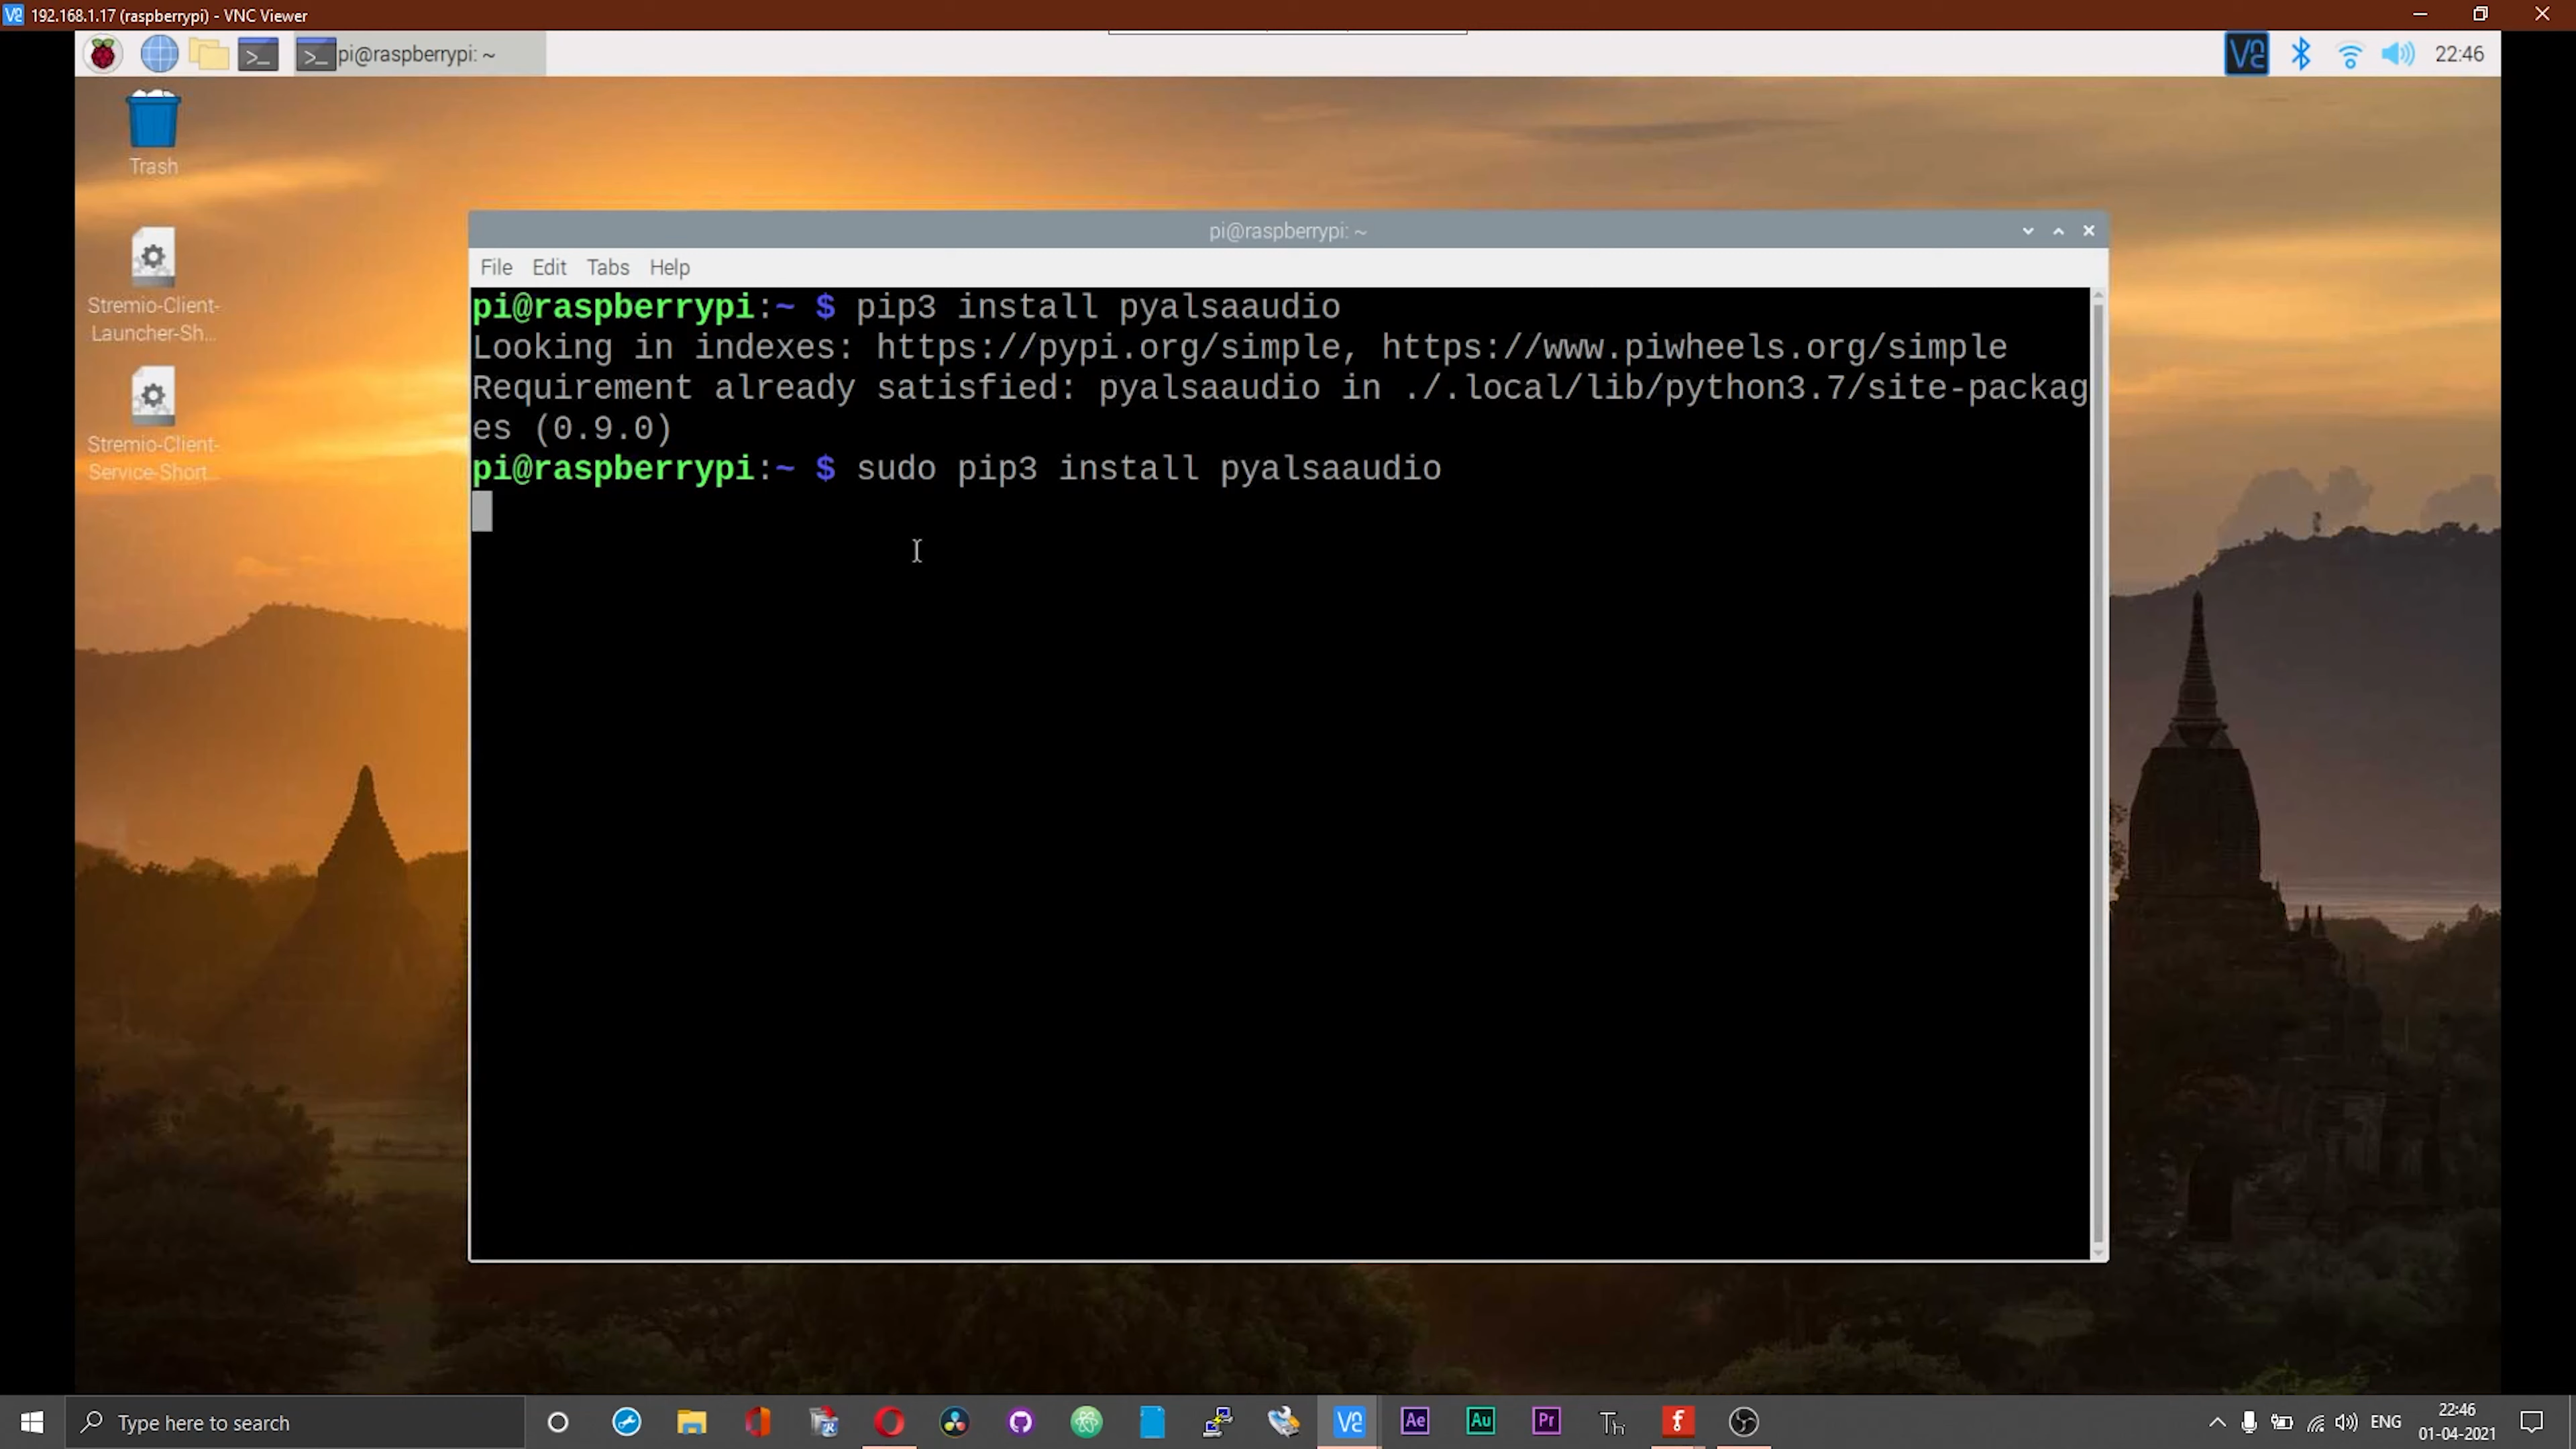 192.168.1.17 (raspberrypi) - VNC Viewer
pi@raspberrypi: ~
22:46
Trash
Stremio-Client-
Launcher-Sh...
Stremio-Client-
Service-Short...
pi@raspberrypi: ~
File Edit Tabs Help
pi@raspberrypi:~ $ pip3 install pyalsaaudio
Looking in indexes: https://pypi.org/simple, https://www.piwheels.org/simple
Requirement already satisfied: pyalsaaudio in ./.local/lib/python3.7/site-packag
es (0.9.0)
pi@raspberrypi:~ $ sudo pip3 install pyalsaaudio
Type here to search
Ae
Au
Pr
Th
ENG
22:46
01-04-2021